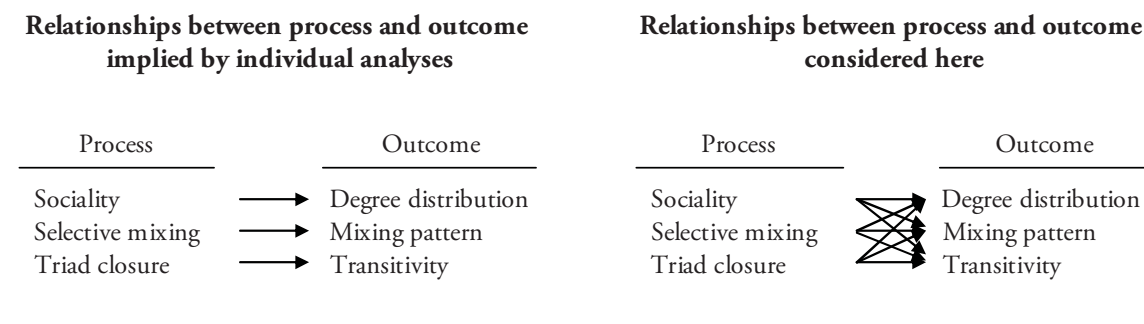 Relationships between process and outcome
implied by individual analyses
Process Outcome
Sociality Degree distribution
Selective mixing Mixing pattern
Triad closure Transitivity
Relationships between process and outcome
considered here
Process Outcome
Sociality Degree distribution
Selective mixing Mixing pattern
Triad closure Transitivity